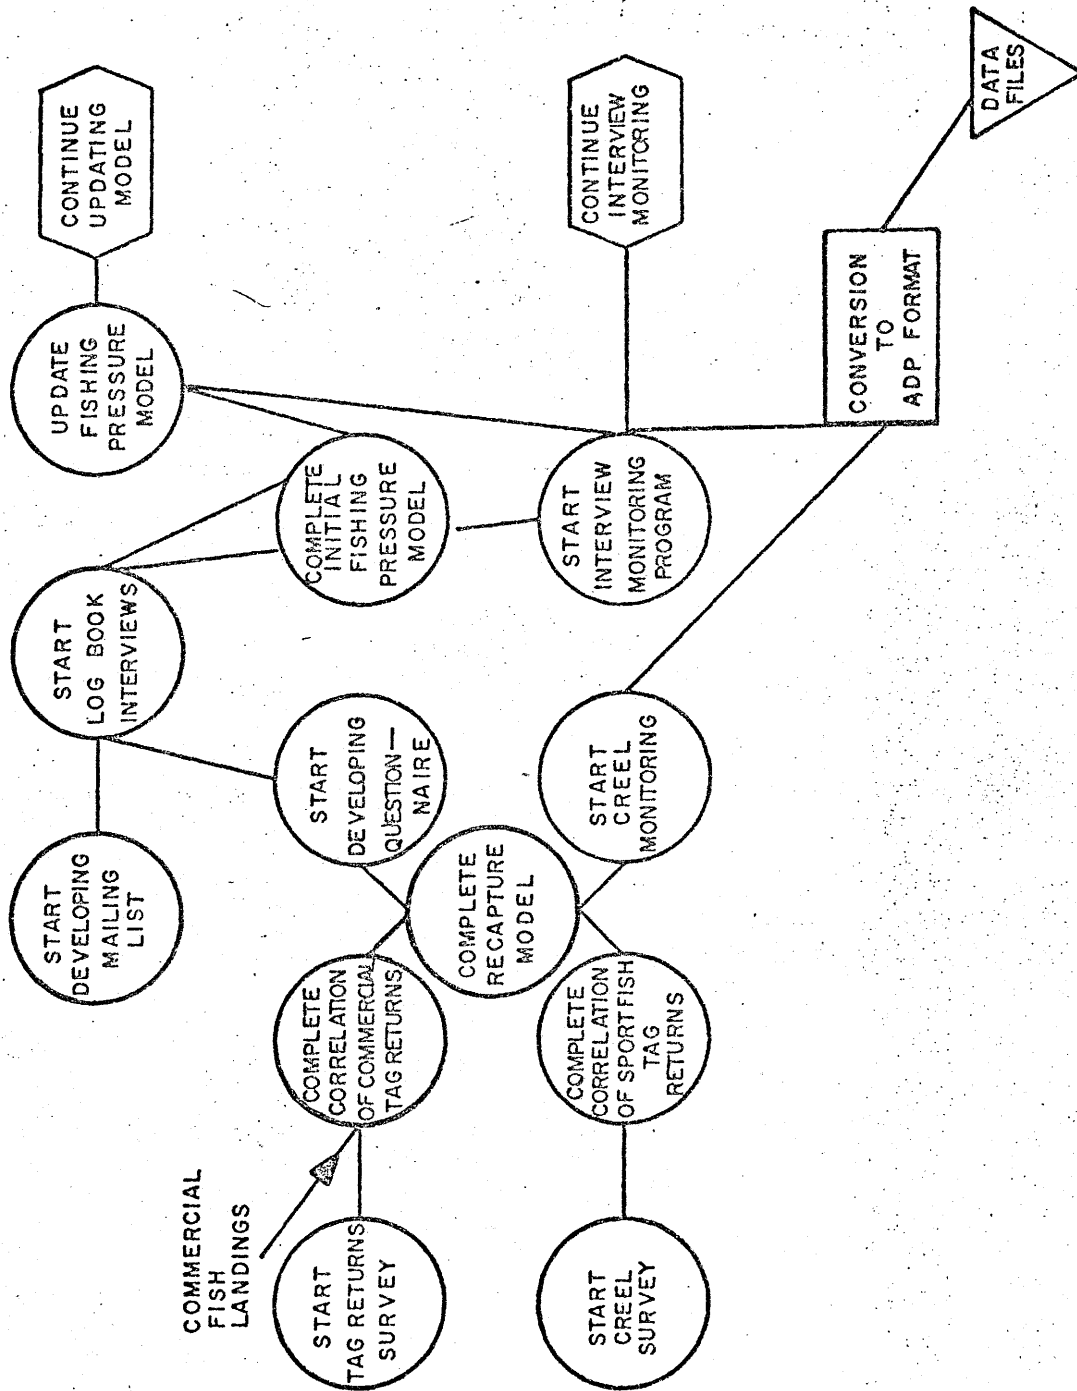 START
DEVELOPING
MAILING
LIST
START
LOG BOOK
INTERVIEWS
UPDATE
FISHING
PRESSURE
MODEL
CONTINUE
UPDATING
MODEL
COMMERCIAL
FISH
LANDINGS
START
TAG RETURNS
SURVEY
COMPLETE
CORRELATION
OF COMMERCIAL
TAG RETURNS
START
DEVELOPING
QUESTION—
NAIRE
COMPLETE
INITIAL
FISHING
PRESSURE
MODEL
COMPLETE
RECAPTURE
MODEL
START
CREEL
SURVEY
COMPLETE
CORRELATION
OF SPORTFISH
TAG
RETURNS
START
CREEL
MONITORING
START
INTERVIEW
MONITORING
PROGRAM
CONTINUE
INTERVIEW
MONITORING
CONVERSION
TO
ADP FORMAT
DATA
FILES